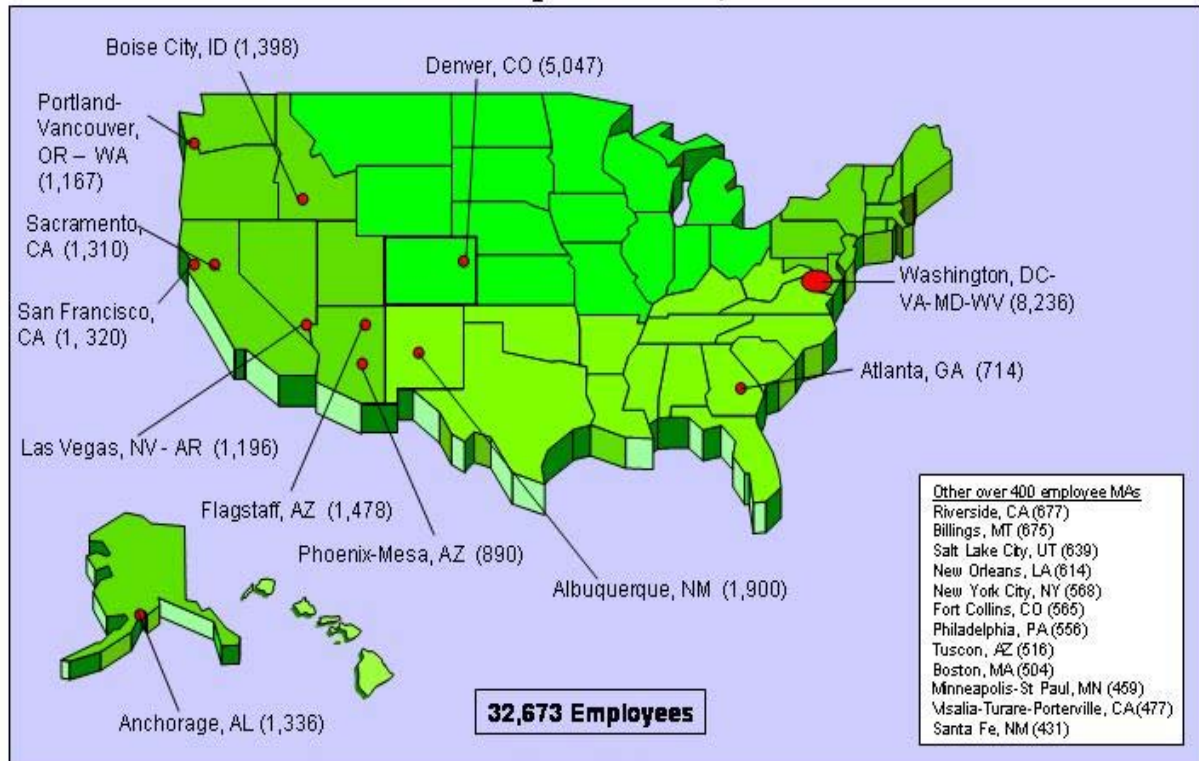 Boise City, ID (1,398)
Denver, CO (5,047)
Portland-
Vancouver,
OR – WA
(1,167)
Sacramento,
CA (1,310)
San Francisco,
CA (1, 320)
Washington, DC-
VA-MD-WV (8,236)
Atlanta, GA (714)
Las Vegas, NV - AR (1,196)
Flagstaff, AZ (1,478)
Phoenix-Mesa, AZ (890)
Albuquerque, NM (1,900)
Anchorage, AL (1,336)
32,673 Employees
Other over 400 employee MAs
Riverside, CA (677)
Billings, MT (675)
Salt Lake City, UT (639)
New Orleans, LA (614)
New York City, NY (568)
Fort Collins, CO (565)
Philadelphia, PA (556)
Tuscon, AZ (516)
Boston, MA (504)
Minneapolis-St Paul, MN (459)
Visalia-Turare-Porterville, CA (477)
Santa Fe, NM (431)